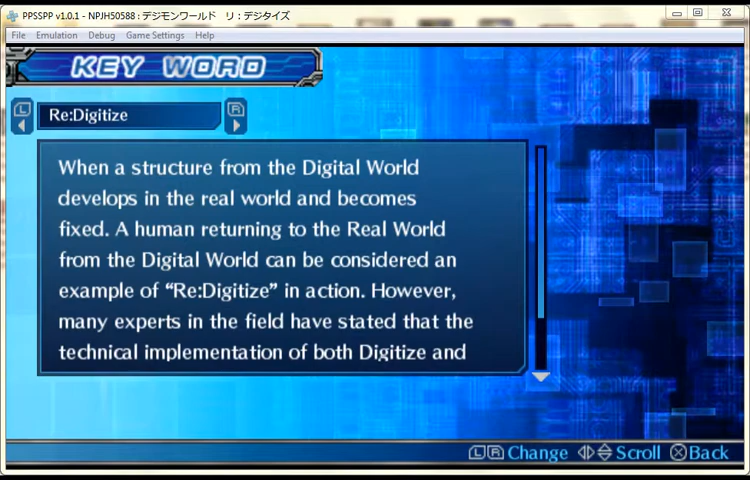 PPSSPP v1.0.1 - NPJH50588 : デジモンワールド　リ：デジタイズ
File Emulation Debug Game Settings Help
KEY WORD
L Re:Digitize R
When a structure from the Digital World
develops in the real world and becomes
fixed. A human returning to the Real World
from the Digital World can be considered an
example of “Re:Digitize” in action. However,
many experts in the field have stated that the
technical implementation of both Digitize and
L R Change Scroll Back